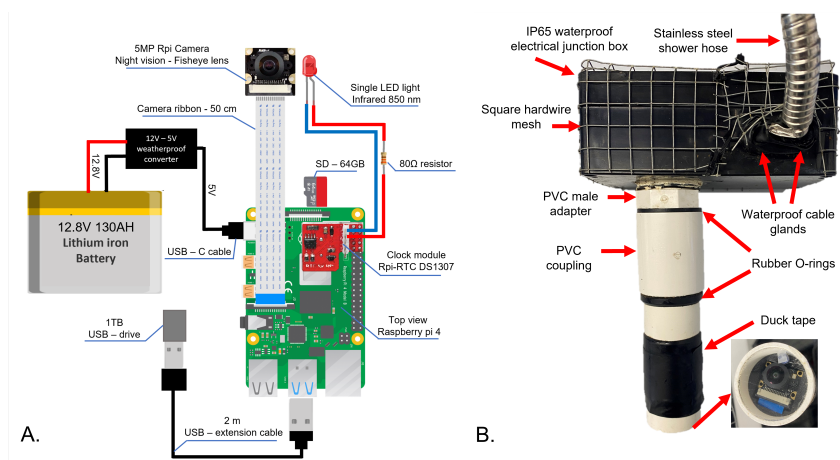 5MP Rpi Camera
Night vision - Fisheye lens
Single LED light
Infrared 850 nm
Camera ribbon - 50 cm
12V – 5V
weatherproof
converter
12.8V
5V
SD – 64GB
80Ω resistor
12.8V 130AH
Lithium iron
Battery
USB – C cable
Clock module
Rpi-RTC DS1307
Top view
Raspberry pi 4
1TB
USB – drive
2 m
USB – extension cable
A.
IP65 waterproof
electrical junction box
Stainless steel
shower hose
Square hardwire
mesh
PVC male
adapter
Waterproof cable
glands
PVC
coupling
Rubber O-rings
Duck tape
B.